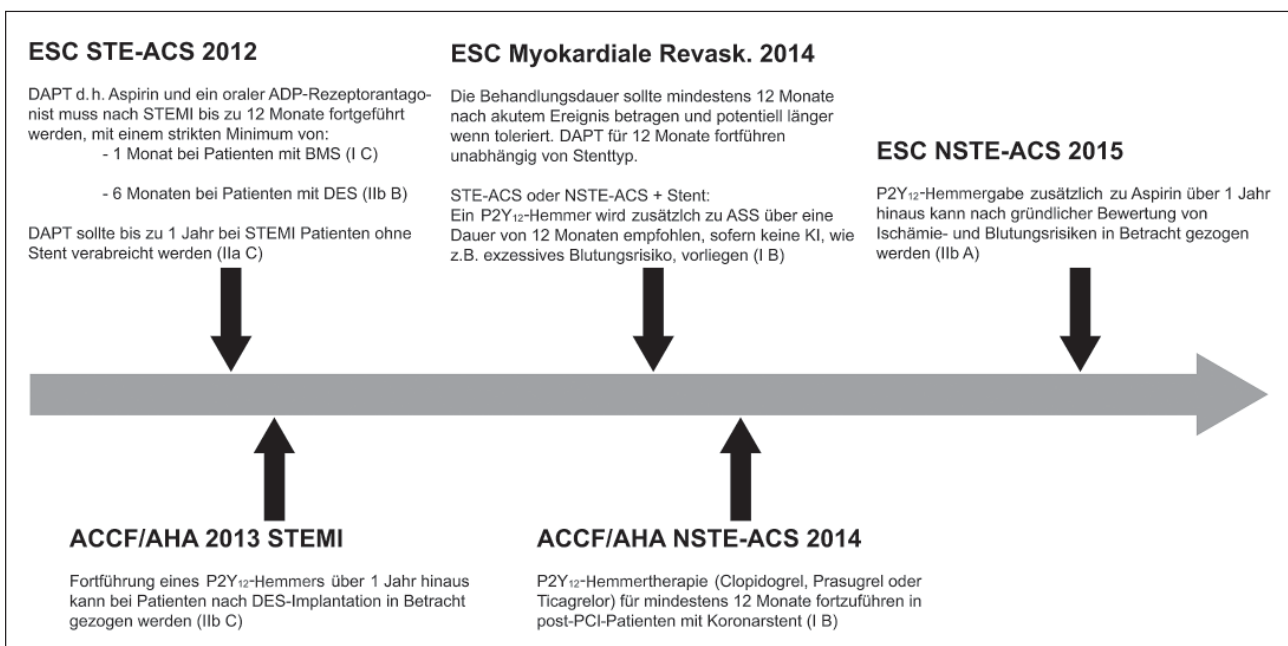 ESC STE-ACS 2012
DAPT d.h. Aspirin und ein oraler ADP-Rezeptorantago-
nist muss nach STEMI bis zu 12 Monate fortgeführt
werden, mit einem strikten Minimum von:
- 1 Monat bei Patienten mit BMS (I C)
- 6 Monaten bei Patienten mit DES (IIb B)
DAPT sollte bis zu 1 Jahr bei STEMI Patienten ohne
Stent verabreicht werden (IIa C)
ESC Myokardiale Revask. 2014
Die Behandlungsdauer sollte mindestens 12 Monate
nach akutem Ereignis betragen und potentiell länger
wenn toleriert. DAPT für 12 Monate fortführen
unabhängig von Stenttyp.
STE-ACS oder NSTE-ACS + Stent:
Ein P2Y₁₂-Hemmer wird zusätzlch zu ASS über eine
Dauer von 12 Monaten empfohlen, sofern keine KI, wie
z.B. exzessives Blutungsrisiko, vorliegen (I B)
ESC NSTE-ACS 2015
P2Y₁₂-Hemmergabe zusätzlich zu Aspirin über 1 Jahr
hinaus kann nach gründlicher Bewertung von
Ischämie- und Blutungsrisiken in Betracht gezogen
werden (IIb A)
ACCF/AHA 2013 STEMI
Fortführung eines P2Y₁₂-Hemmers über 1 Jahr hinaus
kann bei Patienten nach DES-Implantation in Betracht
gezogen werden (IIb C)
ACCF/AHA NSTE-ACS 2014
P2Y₁₂-Hemmertherapie (Clopidogrel, Prasugrel oder
Ticagrelor) für mindestens 12 Monate fortzuführen in
post-PCI-Patienten mit Koronarstent (I B)